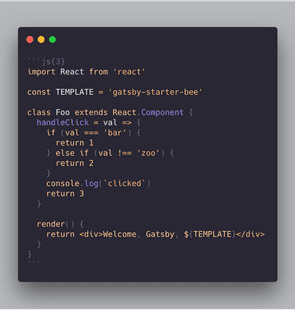 ```js{3}
import React from 'react'

const TEMPLATE = 'gatsby-starter-bee'

class Foo extends React.Component {
  handleClick = val => {
    if (val === 'bar') {
      return 1
    } else if (val !== 'zoo') {
      return 2
    }
    console.log(`clicked`)
    return 3
  }

  render() {
    return <div>Welcome, Gatsby, ${TEMPLATE}</div>
  }
}
```